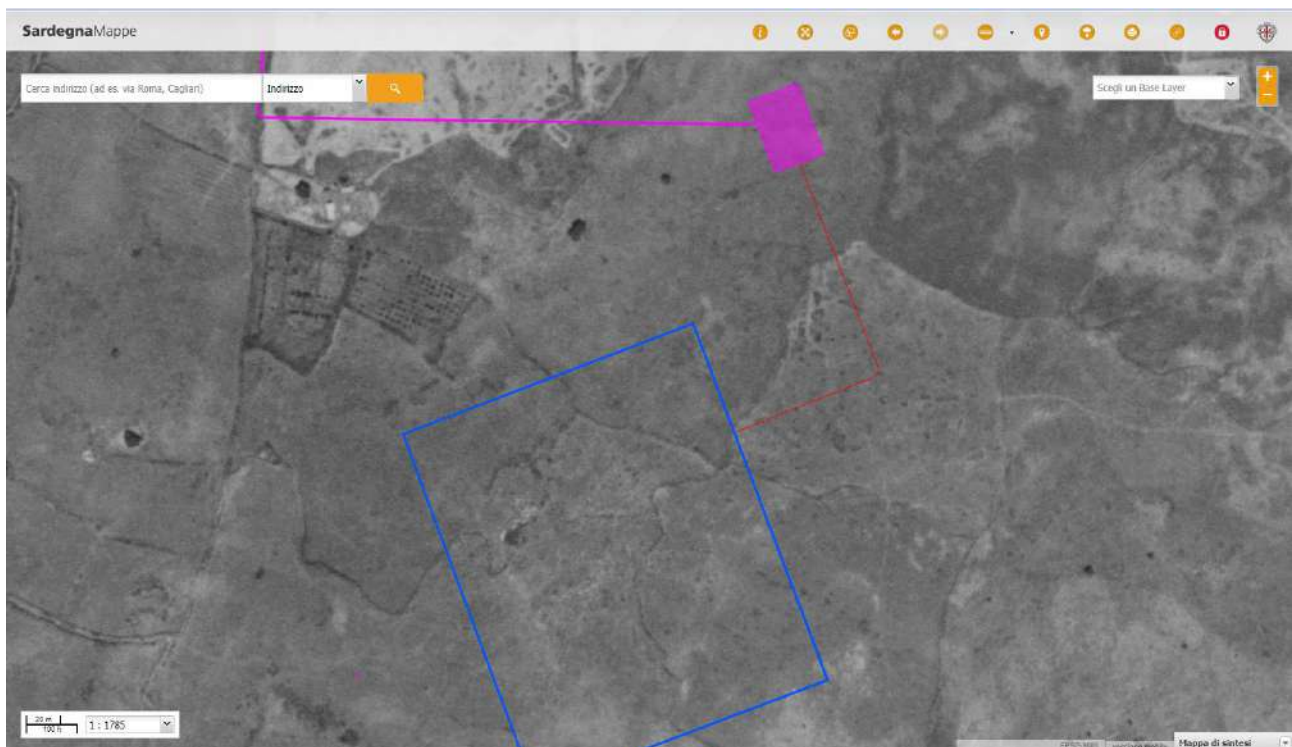 SardegnaMappe
Cerca indirizzo (ad es. via Roma, Cagliari)
Indirizzo
Scegli un Base Layer
+
−
20 m
100 ft
1 : 1785
Mappa di sintesi